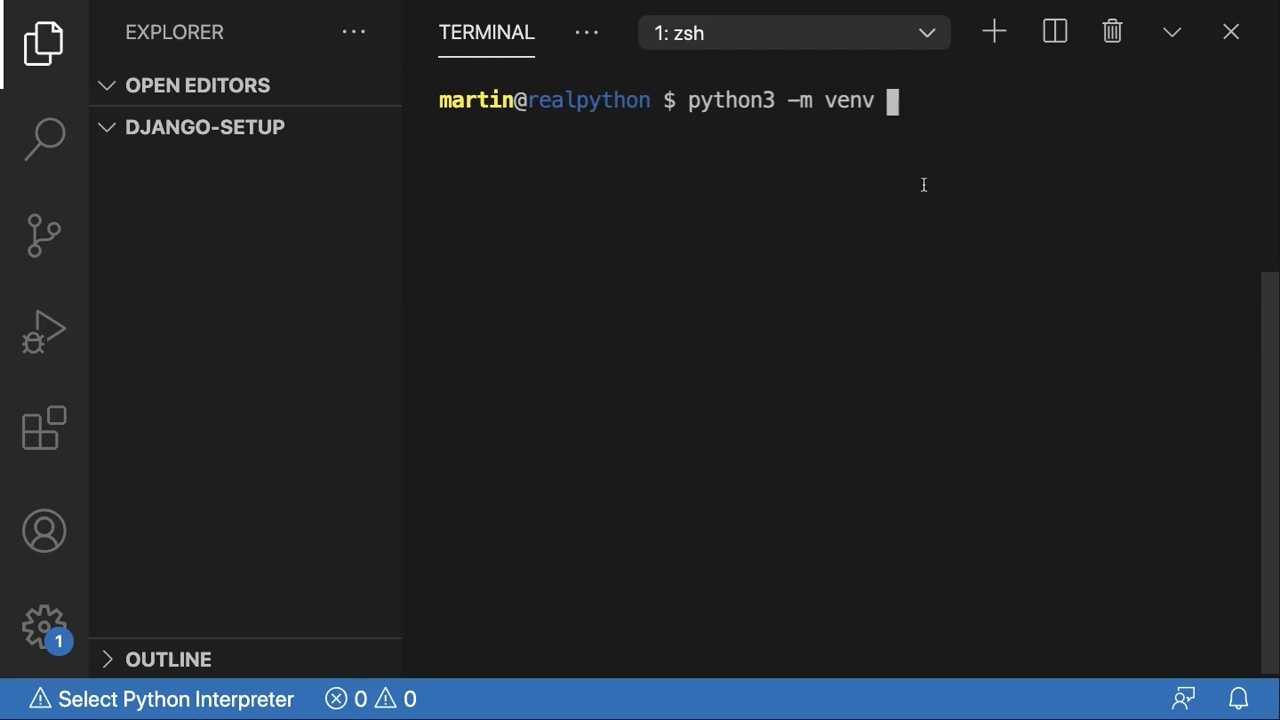 EXPLORER
OPEN EDITORS
DJANGO-SETUP
OUTLINE
TERMINAL
1: zsh
martin@realpython $ python3 -m venv
1
Select Python Interpreter
0
0